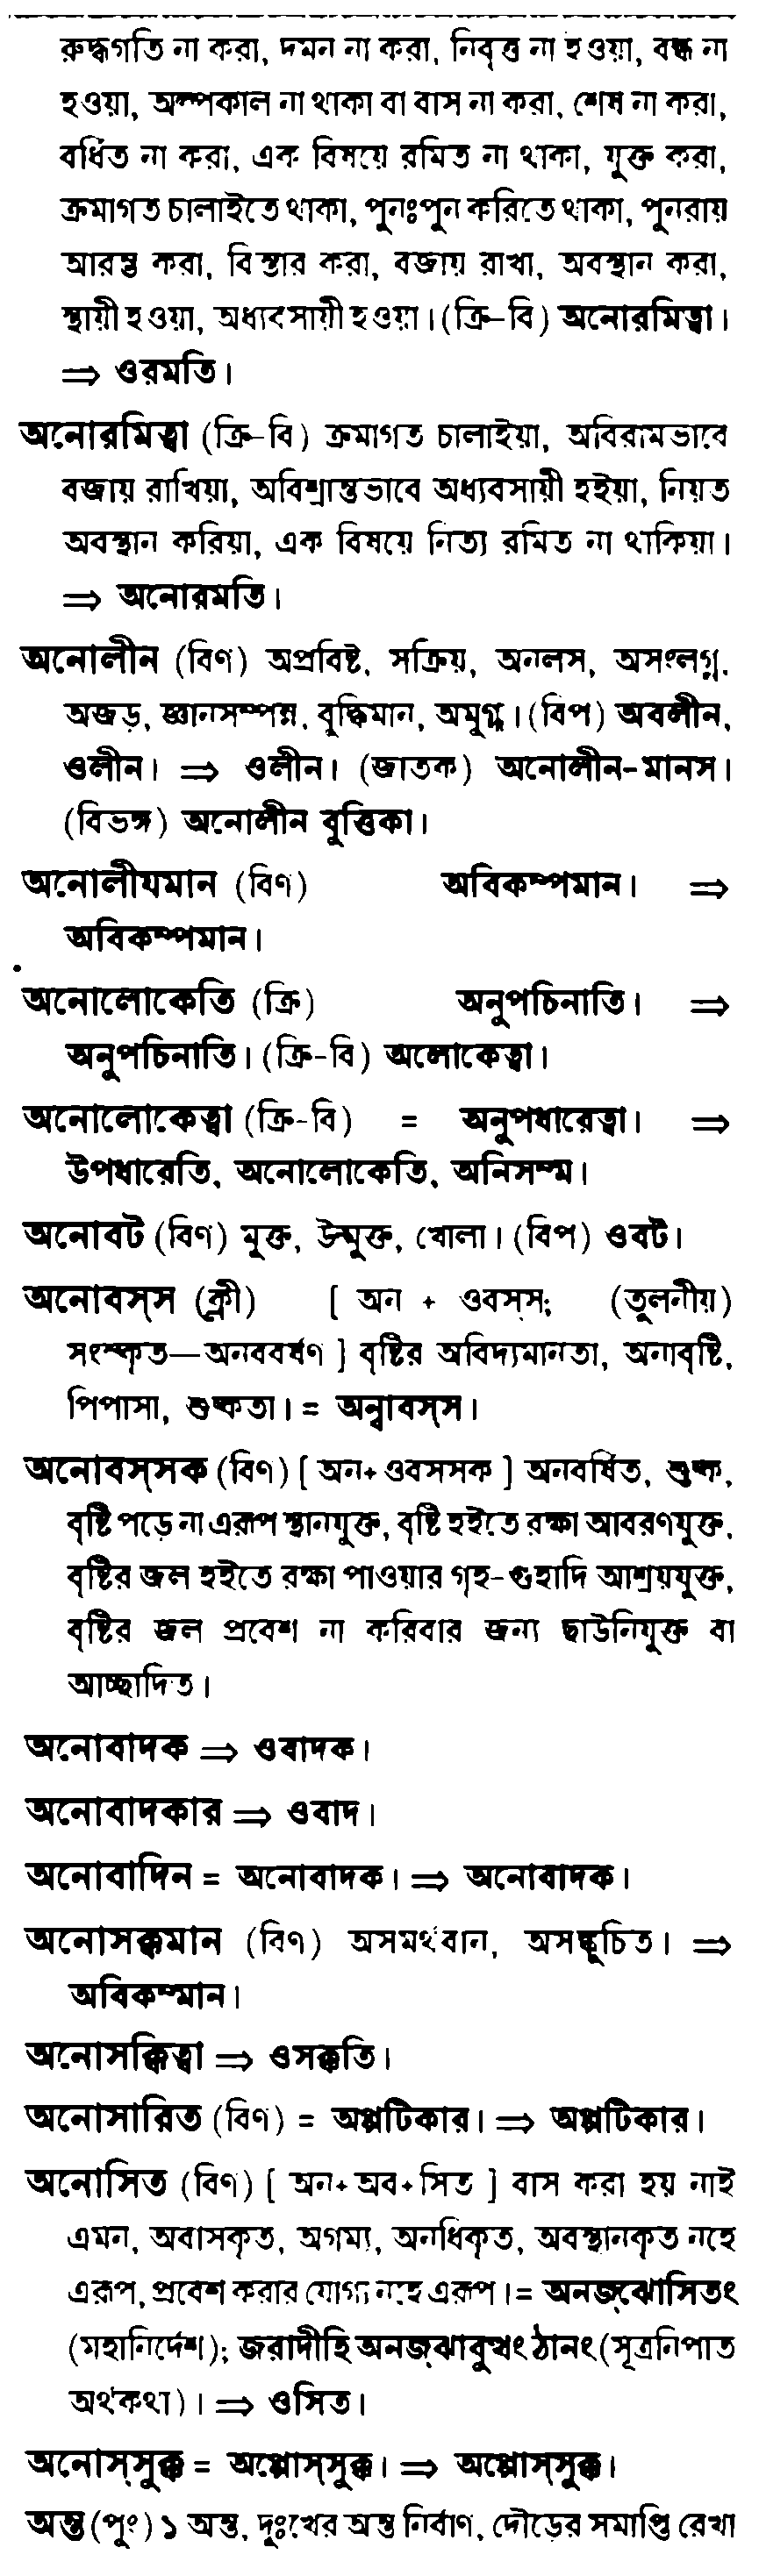 রুদ্ধগতি না করা, দমন না করা, নিবৃত্ত না হওয়া, বন্ধ না
হওয়া, অল্পকাল না থাকা বা বাস না করা, শেষ না করা,
বর্ধিত না করা, এক বিষয়ে রমিত না থাকা, যুক্ত করা,
ক্রমাগত চালাইতে থাকা, পুনঃপুন করিতে থাকা, পুনরায়
আরম্ভ করা, বিস্তার করা, বজায় রাখা, অবস্থান করা,
স্থায়ী হওয়া, অধ্যবসায়ী হওয়া। (ক্রি-বি) অনোরমিত্বা।
⇒ ওরমতি।
অনোরমিত্বা (ক্রি-বি) ক্রমাগত চালাইয়া, অবিরামভাবে
বজায় রাখিয়া, অবিশ্রান্তভাবে অধ্যবসায়ী হইয়া, নিয়ত
অবস্থান করিয়া, এক বিষয়ে নিত্য রমিত না থাকিয়া।
⇒ অনোরমতি।
অনোলীন (বিণ) অপ্রবিষ্ট, সক্রিয়, অনলস, অসংলগ্ন,
অজড়, জ্ঞানসম্পন্ন, বুদ্ধিমান, অমুগ্ধ। (বিপ) অবলীন,
ওলীন। ⇒ ওলীন। (জাতক) অনোলীন-মানস।
(বিভঙ্গ) অনোলীন বুত্তিকা।
অনোলীযমান (বিণ) অবিকম্পমান। ⇒
অবিকম্পমান।
অনোলোকেতি (ক্রি) অনুপচিনাতি। ⇒
অনুপচিনাতি। (ক্রি-বি) অলোকেত্বা।
অনোলোকেত্বা (ক্রি-বি) = অনুপধারেত্বা। ⇒
উপধারেতি, অনোলোকেতি, অনিসম্ম।
অনোবট (বিণ) মুক্ত, উন্মুক্ত, খোলা। (বিপ) ওবট।
অনোবস্স (ক্লী) [ অন + ওবস্স; (তুলনীয়)
সংস্কৃত—অনববর্ষণ ] বৃষ্টির অবিদ্যমানতা, অনাবৃষ্টি,
পিপাসা, শুষ্কতা। = অন্বাবস্স।
অনোবস্সক (বিণ) [ অন+ ওবসসক ] অনবর্ষিত, শুষ্ক,
বৃষ্টি পড়ে না এরূপ স্থানযুক্ত, বৃষ্টি হইতে রক্ষা আবরণযুক্ত,
বৃষ্টির জল হইতে রক্ষা পাওয়ার গৃহ-গুহাদি আশ্রয়যুক্ত,
বৃষ্টির জল প্রবেশ না করিবার জন্য ছাউনিযুক্ত বা
আচ্ছাদিত।
অনোবাদক ⇒ ওবাদক।
অনোবাদকার ⇒ ওবাদ।
অনোবাদিন = অনোবাদক। ⇒ অনোবাদক।
অনোসক্কমান (বিণ) অসমর্থবান, অসঙ্কুচিত। ⇒
অবিকম্মান।
অনোসক্কিত্বা ⇒ ওসক্কতি।
অনোসারিত (বিণ) = অপ্পটিকার। ⇒ অপ্পটিকার।
অনোসিত (বিণ) [ অন+ অব+ সিত ] বাস করা হয় নাই
এমন, অবাসকৃত, অগম্য, অনধিকৃত, অবস্থানকৃত নহে
এরূপ, প্রবেশ করার যোগ্য নহে এরূপ। = অনজ্ঝোসিতং
(মহানির্দেশ); জরাদীহি অনজ্ঝাবুত্থং ঠানং (সূত্রনিপাত
অর্থকথা)। ⇒ ওসিত।
অনোস্সুক্ক = অপ্পোস্সুক্ক। ⇒ অপ্পোস্সুক্ক।
অন্ত (পুং) ১ অন্ত, দুঃখের অন্ত নির্বাণ, দৌড়ের সমাপ্তি রেখা